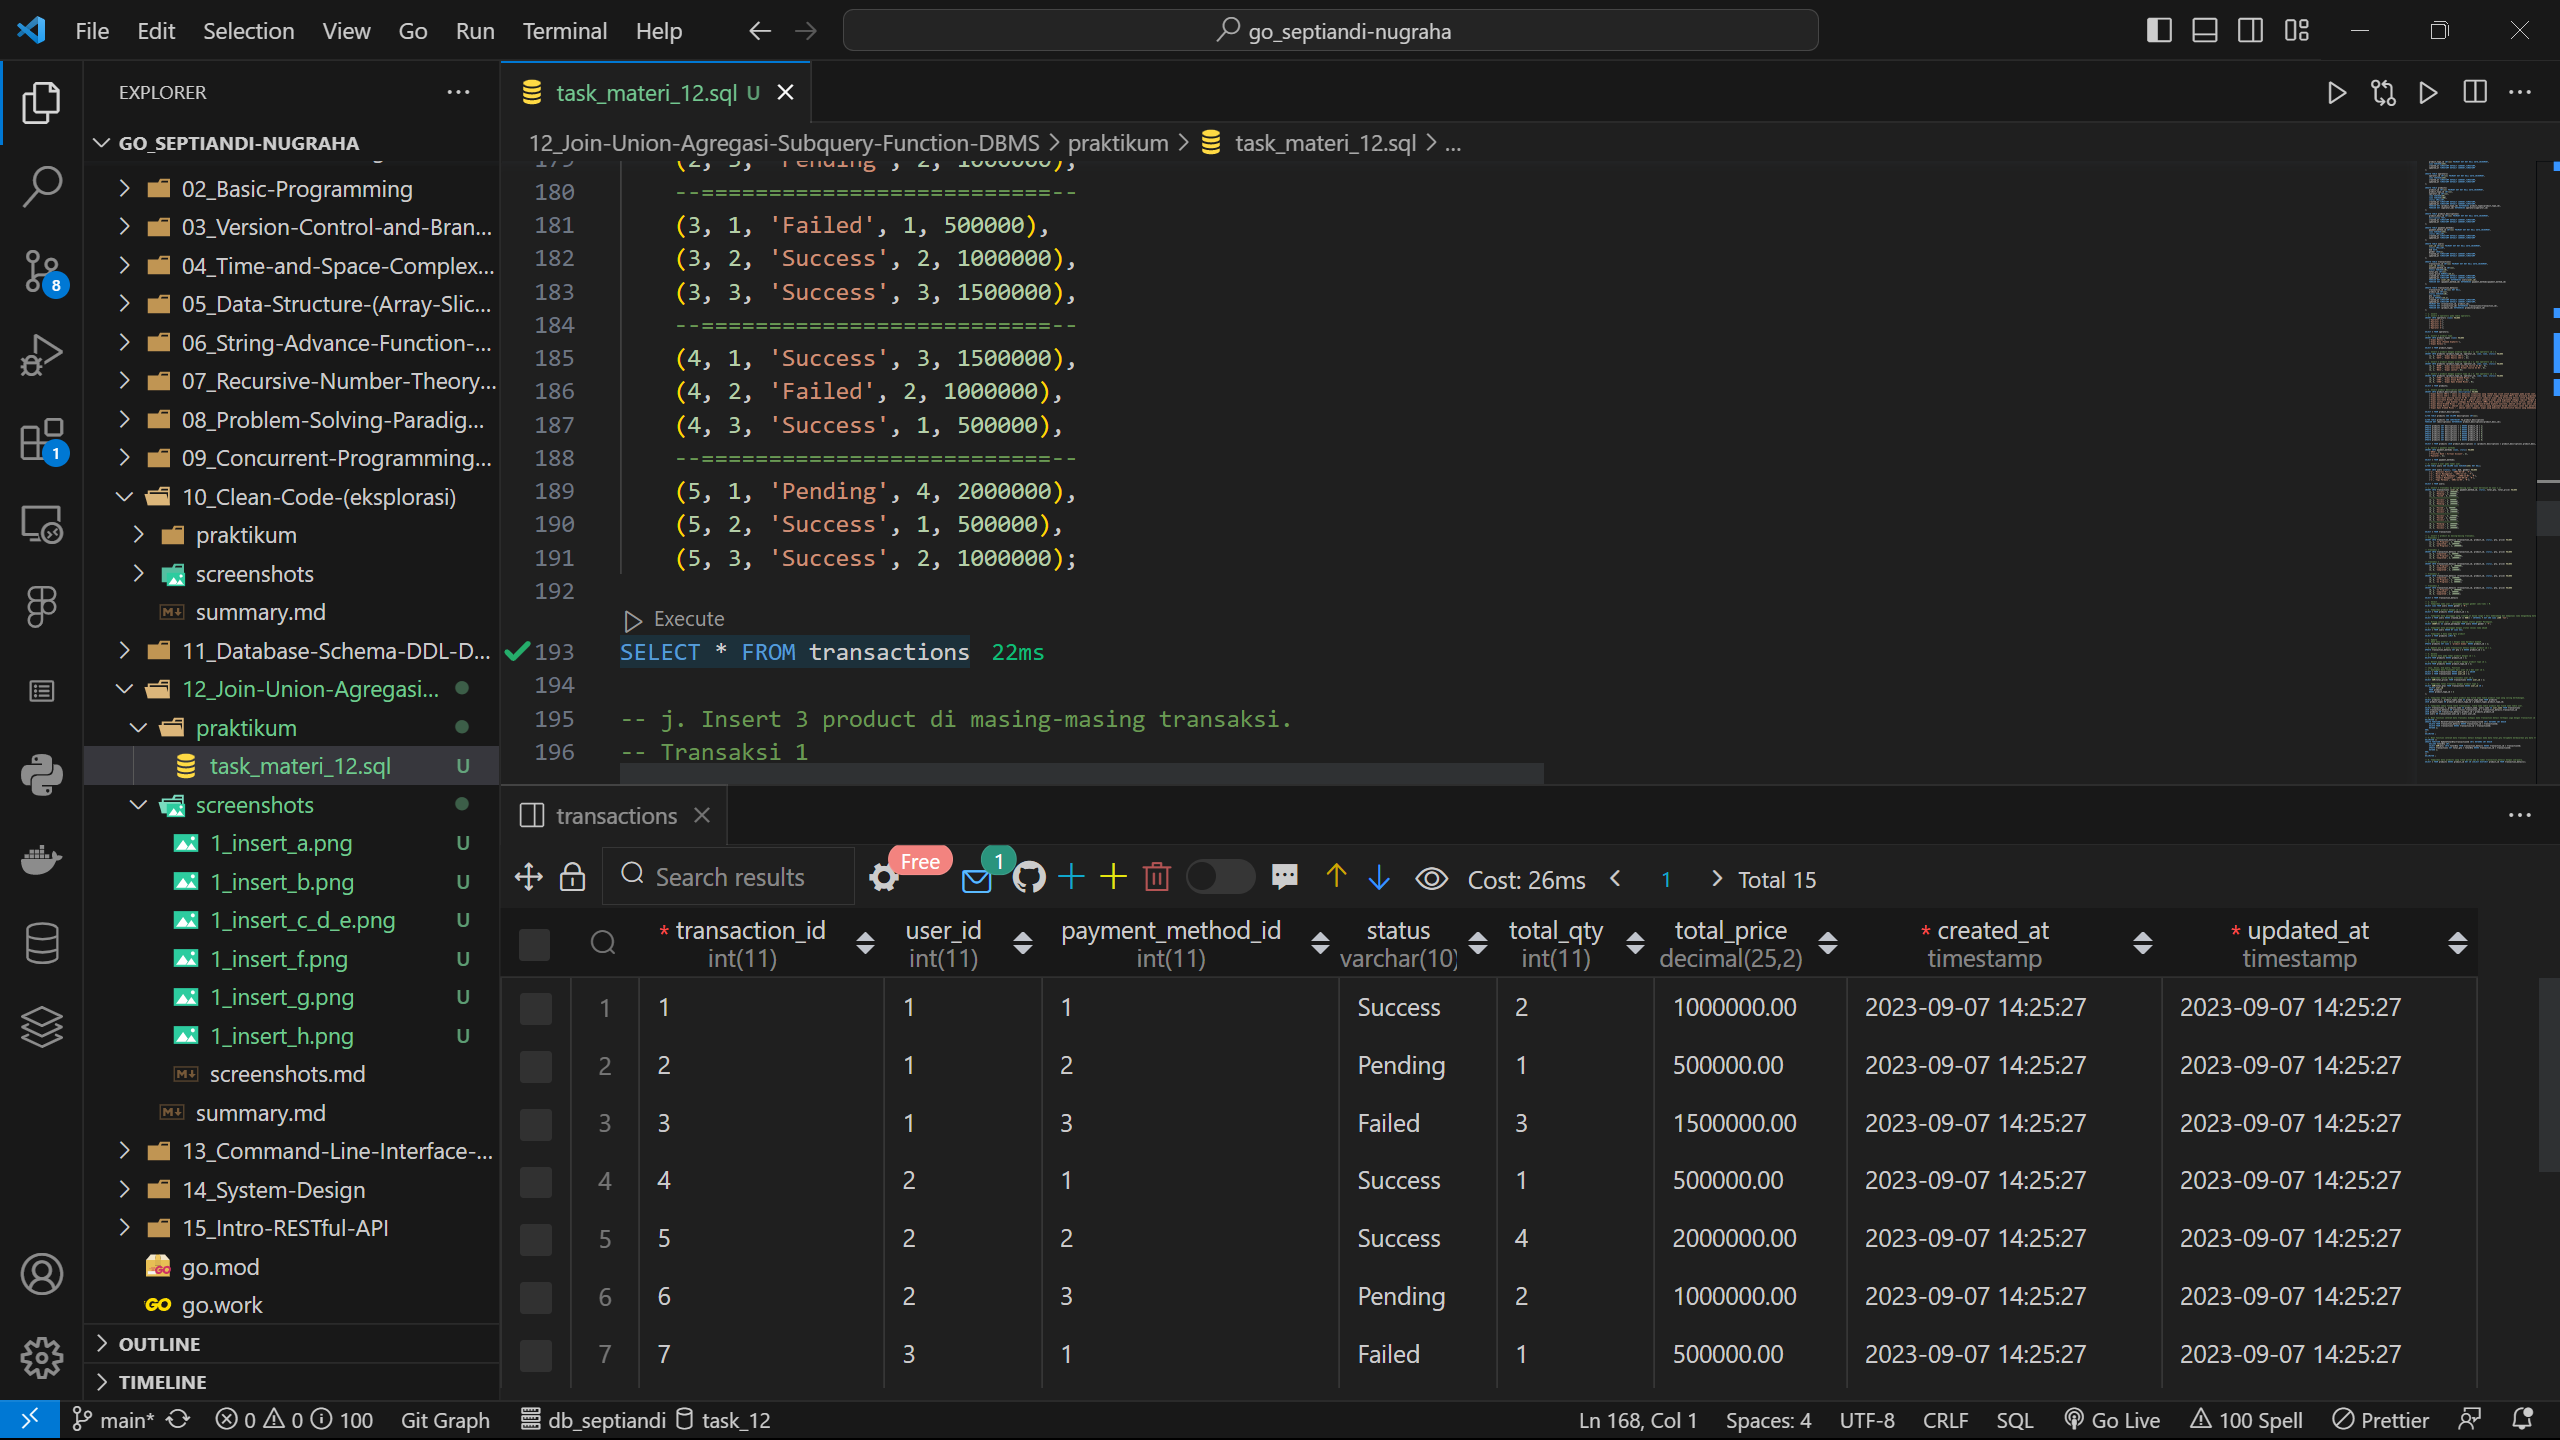 File Edit Selection View Go Run Terminal Help
go_septiandi-nugraha
EXPLORER
GO_SEPTIANDI-NUGRAHA
02_Basic-Programming
03_Version-Control-and-Bran...
04_Time-and-Space-Complex...
05_Data-Structure-(Array-Slic...
06_String-Advance-Function-...
07_Recursive-Number-Theory...
08_Problem-Solving-Paradig...
09_Concurrent-Programming...
10_Clean-Code-(eksplorasi)
praktikum
screenshots
summary.md
11_Database-Schema-DDL-D...
12_Join-Union-Agregasi...
praktikum
task_materi_12.sql U
screenshots
1_insert_a.png U
1_insert_b.png U
1_insert_c_d_e.png U
1_insert_f.png U
1_insert_g.png U
1_insert_h.png U
screenshots.md
summary.md
13_Command-Line-Interface-...
14_System-Design
15_Intro-RESTful-API
go.mod
go.work
OUTLINE
TIMELINE
8
1
task_materi_12.sql U
12_Join-Union-Agregasi-Subquery-Function-DBMS > praktikum > task_materi_12.sql > ...
179 (2, 3, 'Pending', 2, 1000000),
180 --==========================--
181 (3, 1, 'Failed', 1, 500000),
182 (3, 2, 'Success', 2, 1000000),
183 (3, 3, 'Success', 3, 1500000),
184 --==========================--
185 (4, 1, 'Success', 3, 1500000),
186 (4, 2, 'Failed', 2, 1000000),
187 (4, 3, 'Success', 1, 500000),
188 --==========================--
189 (5, 1, 'Pending', 4, 2000000),
190 (5, 2, 'Success', 1, 500000),
191 (5, 3, 'Success', 2, 1000000);
192
Execute
193 SELECT * FROM transactions 22ms
194
195 -- j. Insert 3 product di masing-masing transaksi.
196 -- Transaksi 1
transactions
Search results Free 1 Cost: 26ms 1 Total 15
* transaction_id user_id payment_method_id status total_qty total_price * created_at * updated_at
int(11) int(11) int(11) varchar(10) int(11) decimal(25,2) timestamp timestamp
1 1 1 1 Success 2 1000000.00 2023-09-07 14:25:27 2023-09-07 14:25:27
2 2 1 2 Pending 1 500000.00 2023-09-07 14:25:27 2023-09-07 14:25:27
3 3 1 3 Failed 3 1500000.00 2023-09-07 14:25:27 2023-09-07 14:25:27
4 4 2 1 Success 1 500000.00 2023-09-07 14:25:27 2023-09-07 14:25:27
5 5 2 2 Success 4 2000000.00 2023-09-07 14:25:27 2023-09-07 14:25:27
6 6 2 3 Pending 2 1000000.00 2023-09-07 14:25:27 2023-09-07 14:25:27
7 7 3 1 Failed 1 500000.00 2023-09-07 14:25:27 2023-09-07 14:25:27
main* 0 0 100 Git Graph db_septiandi task_12 Ln 168, Col 1 Spaces: 4 UTF-8 CRLF SQL Go Live 100 Spell Prettier